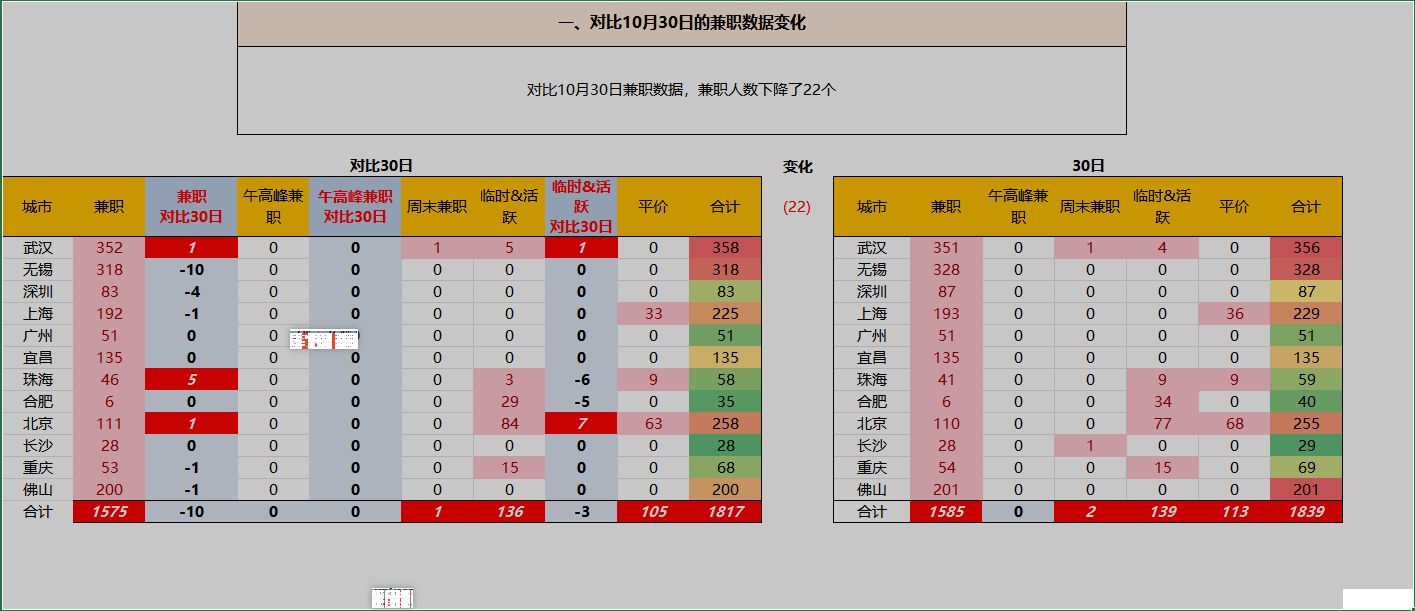 一、对比10月30日的兼职数据变化
对比10月30日兼职数据，兼职人数下降了22个
对比30日 变化 30日
城市 兼职 兼职 对比30日 午高峰兼职 午高峰兼职 对比30日 周末兼职 临时&活跃 临时&活跃 对比30日 平价 合计 (22) 城市 兼职 午高峰兼职 周末兼职 临时&活跃 平价 合计
武汉 352 1 0 0 1 5 1 0 358 武汉 351 0 1 4 0 356
无锡 318 -10 0 0 0 0 0 0 318 无锡 328 0 0 0 0 328
深圳 83 -4 0 0 0 0 0 0 83 深圳 87 0 0 0 0 87
上海 192 -1 0 0 0 0 0 33 225 上海 193 0 0 0 36 229
广州 51 0 0 0 0 0 0 51 广州 51 0 0 0 0 51
宜昌 135 0 0 0 0 0 0 0 135 宜昌 135 0 0 0 0 135
珠海 46 5 0 0 0 3 -6 9 58 珠海 41 0 0 9 9 59
合肥 6 0 0 0 0 29 -5 0 35 合肥 6 0 0 34 0 40
北京 111 1 0 0 0 84 7 63 258 北京 110 0 0 77 68 255
长沙 28 0 0 0 0 0 0 0 28 长沙 28 0 1 0 0 29
重庆 53 -1 0 0 0 15 0 0 68 重庆 54 0 0 15 0 69
佛山 200 -1 0 0 0 0 0 0 200 佛山 201 0 0 0 0 201
合计 1575 -10 0 0 1 136 -3 105 1817 合计 1585 0 2 139 113 1839